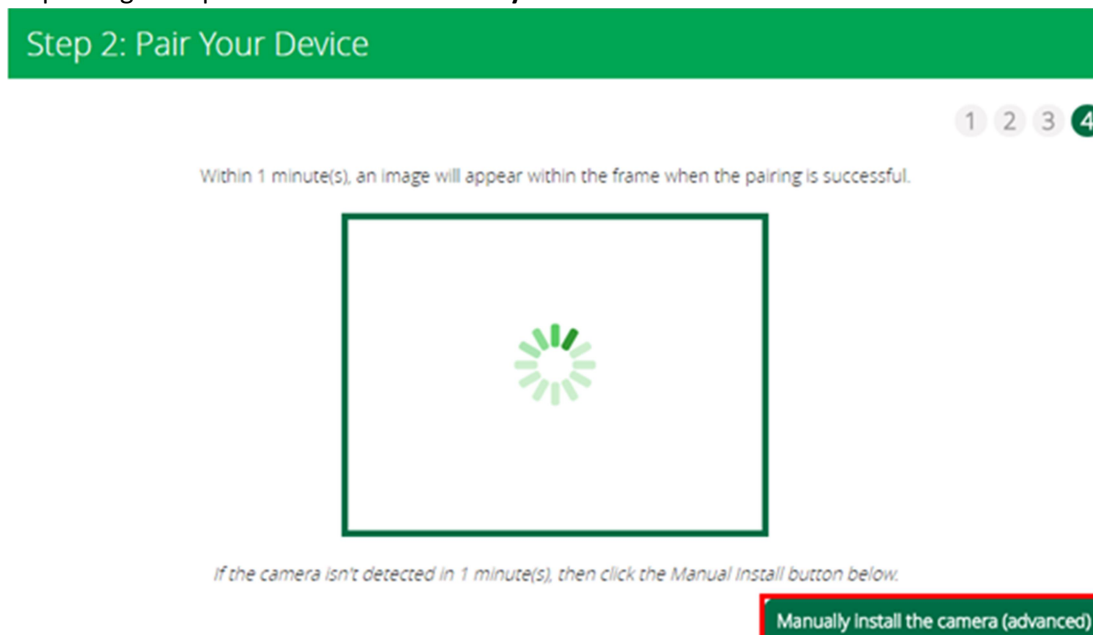 Step 2: Pair Your Device
1 2 3 4
Within 1 minute(s), an image will appear within the frame when the pairing is successful.
If the camera isn't detected in 1 minute(s), then click the Manual Install button below.
Manually install the camera (advanced)